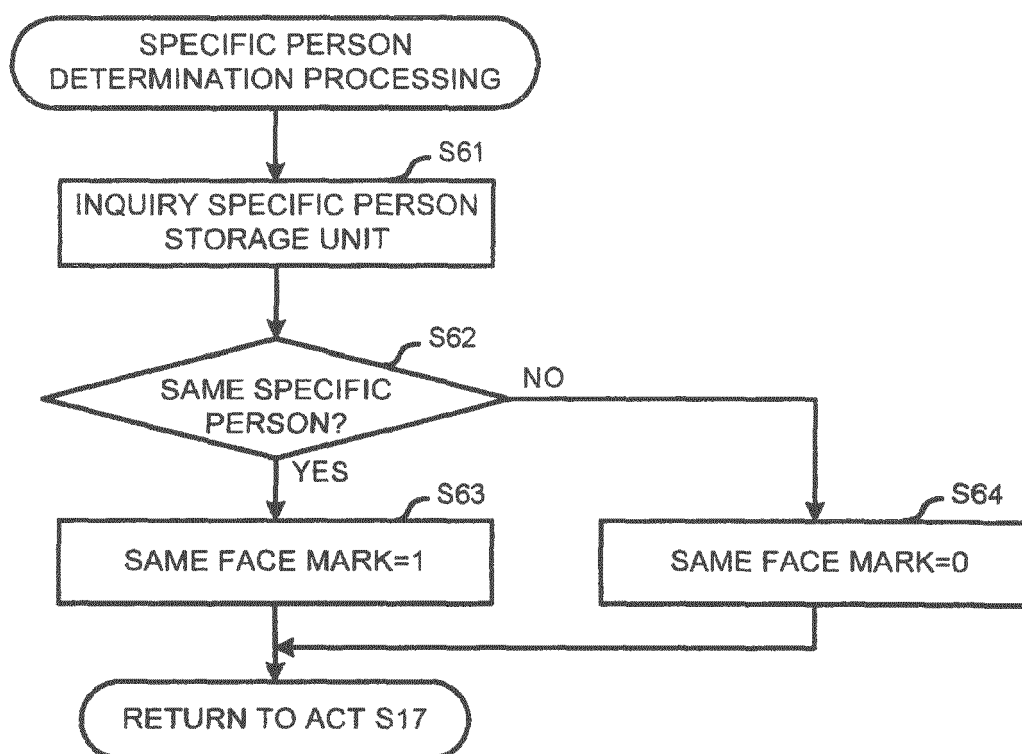 SPECIFIC PERSON
DETERMINATION PROCESSING
S61
INQUIRY SPECIFIC PERSON
STORAGE UNIT
S62
SAME SPECIFIC
PERSON?
NO
YES
S63
SAME FACE MARK=1
S64
SAME FACE MARK=0
RETURN TO ACT S17